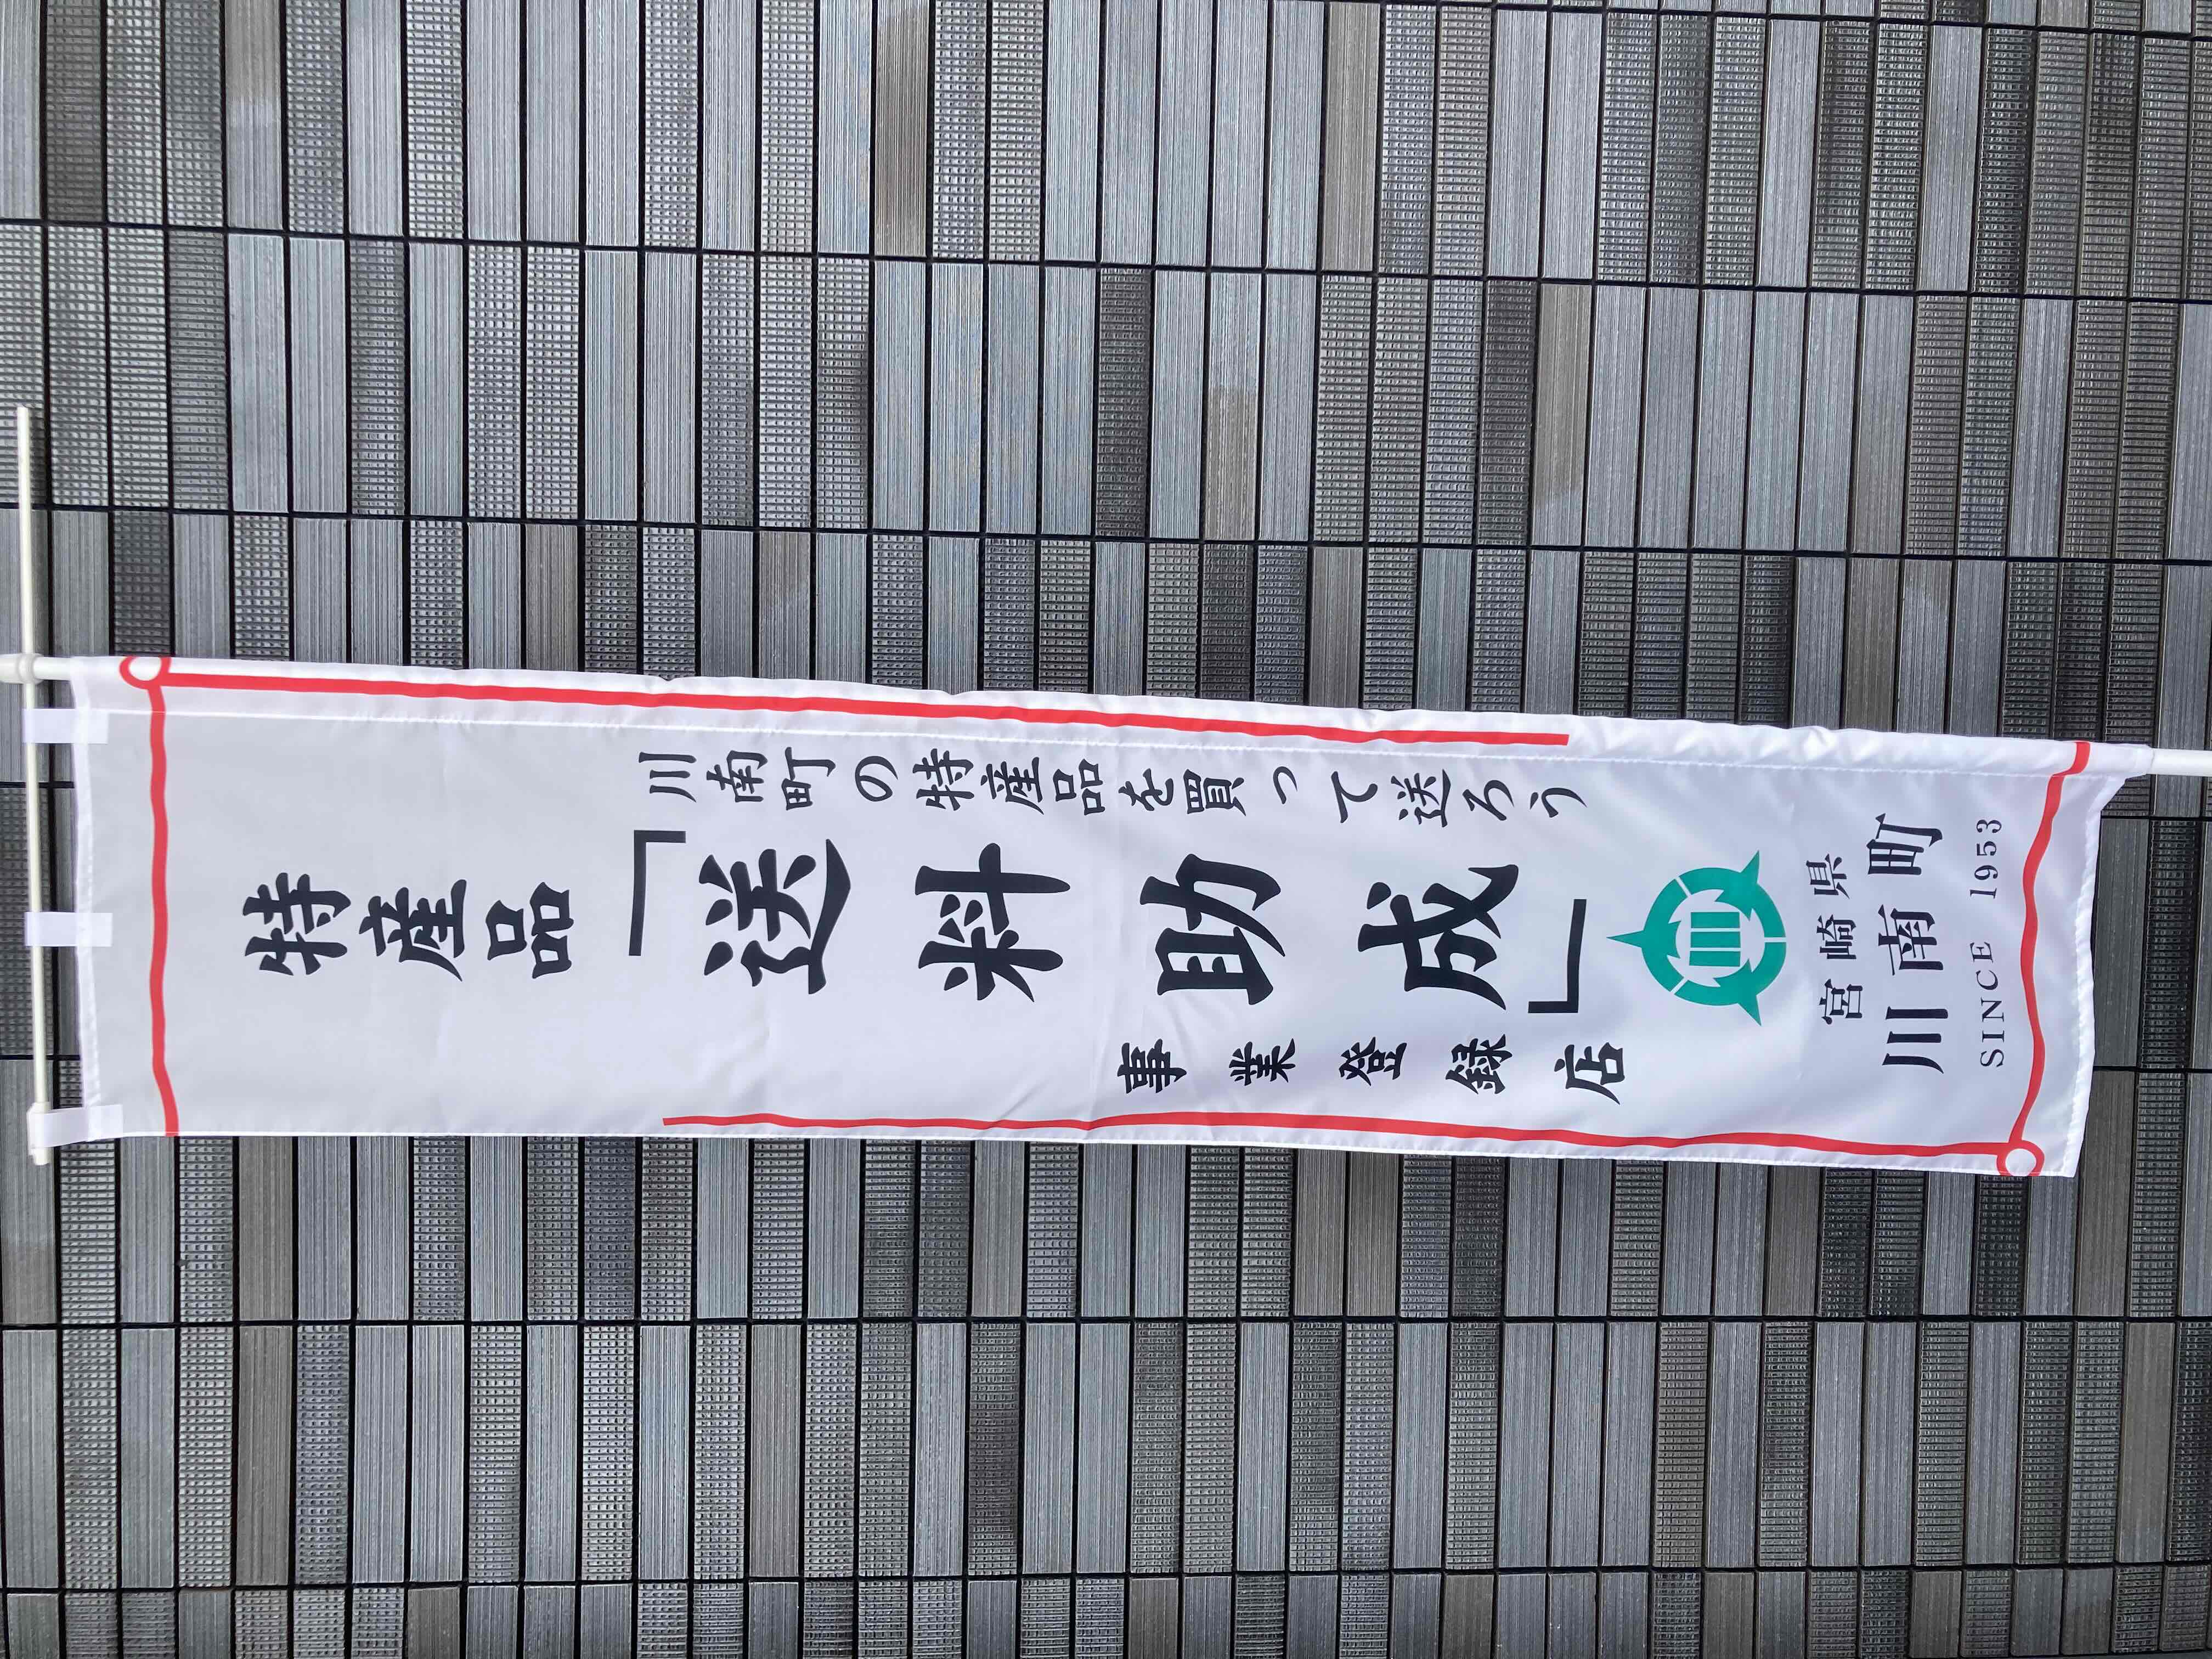 川南町の特産品を買って送ろう
特産品「送料助成」
事業登録店
宮崎県
川南町
SINCE 1953